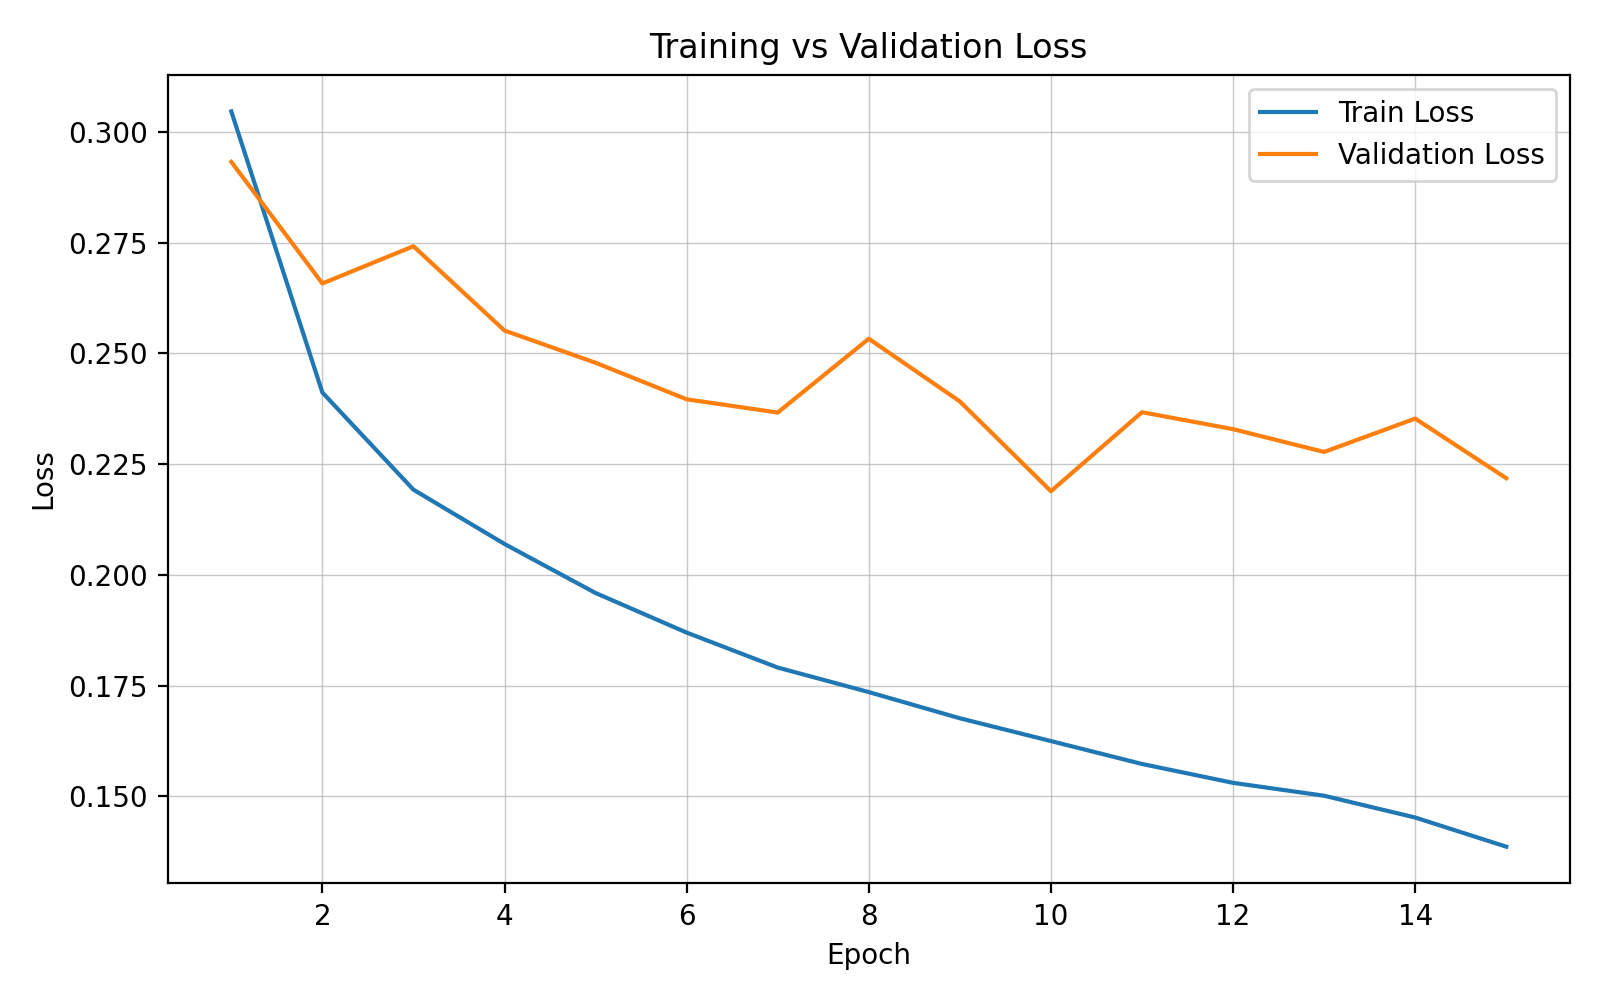 Training vs Validation Loss
Train Loss
Validation Loss
0.300
0.275
0.250
0.225
0.200
0.175
0.150
Loss
2 4 6 8 10 12 14
Epoch